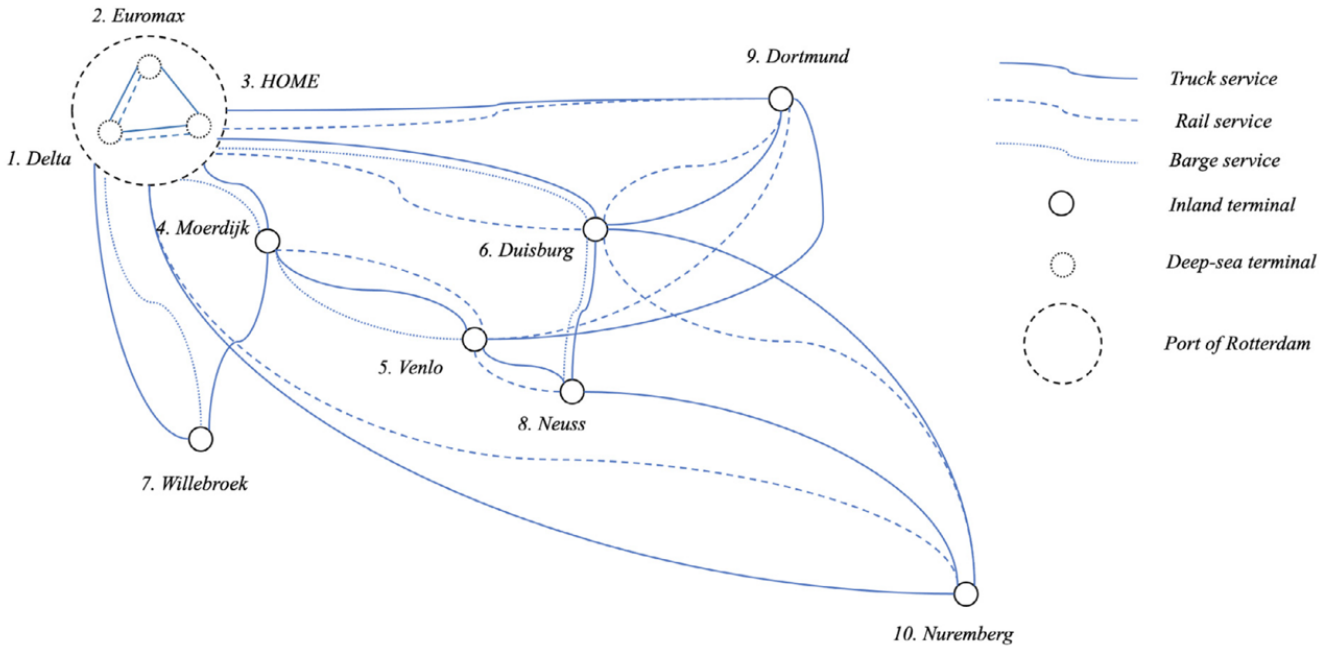 2. Euromax
9. Dortmund
3. HOME
Truck service
Rail service
1. Delta
Barge service
Inland terminal
4. Moerdijk
6. Duisburg
Deep-sea terminal
Port of Rotterdam
5. Venlo
8. Neuss
7. Willebroek
10. Nuremberg